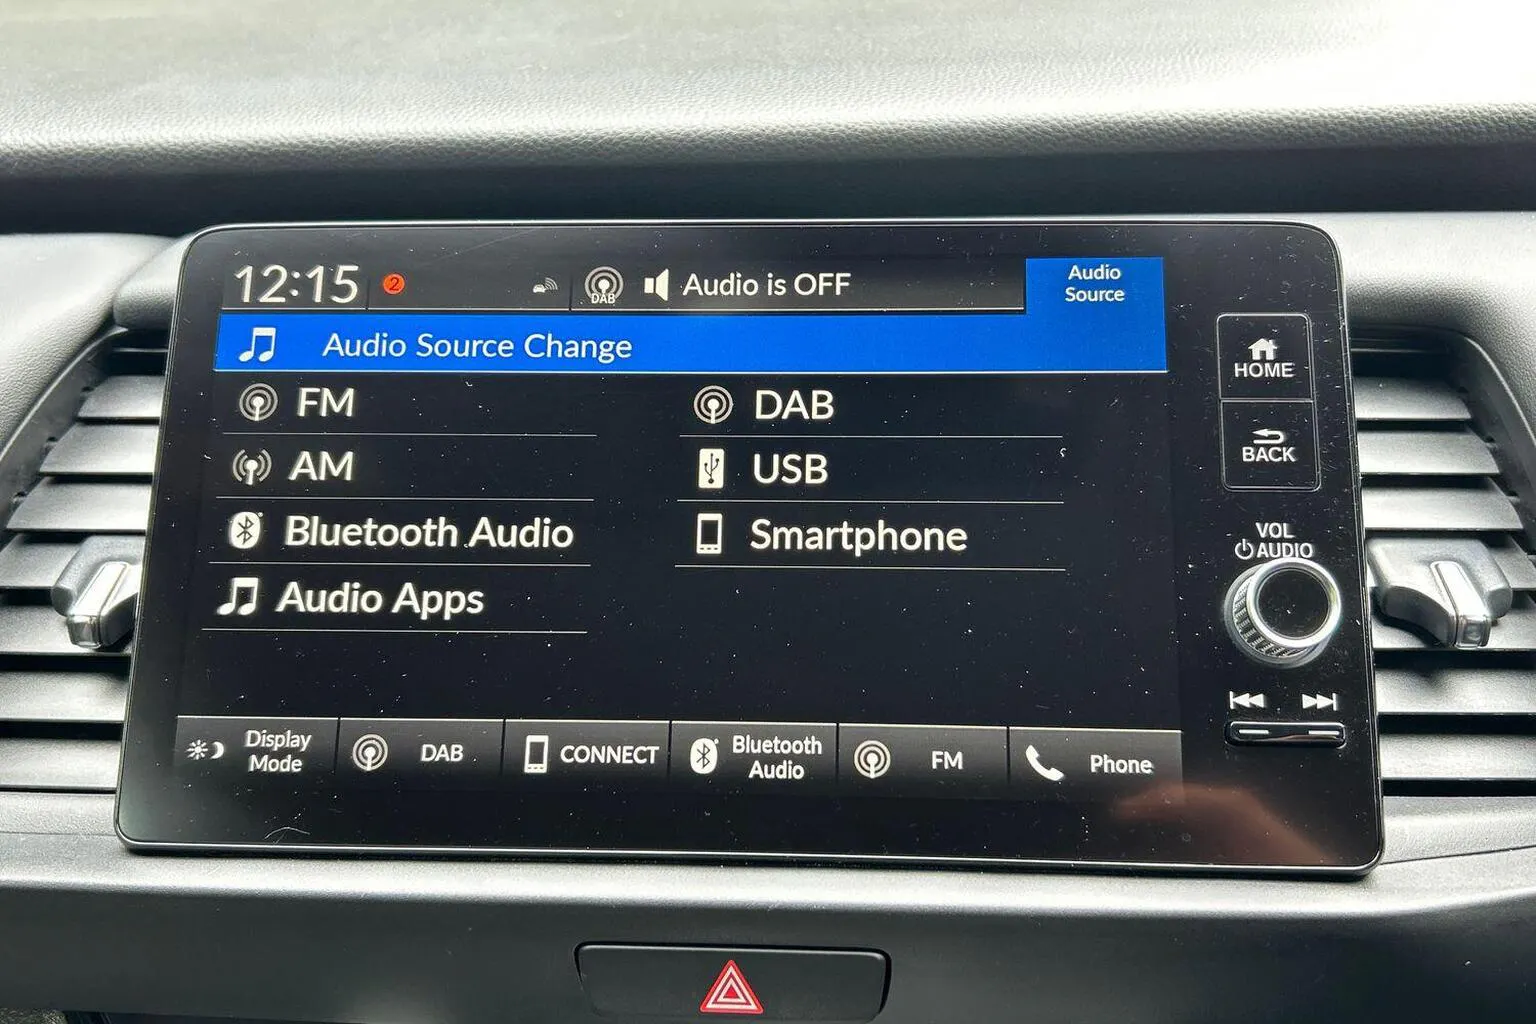 12:15 2 DAB Audio is OFF
Audio
Source
Audio Source Change
FM
DAB
AM
USB
Bluetooth Audio
Smartphone
Audio Apps
Display
Mode
DAB
CONNECT
Bluetooth
Audio
FM
Phone
HOME
BACK
VOL
AUDIO